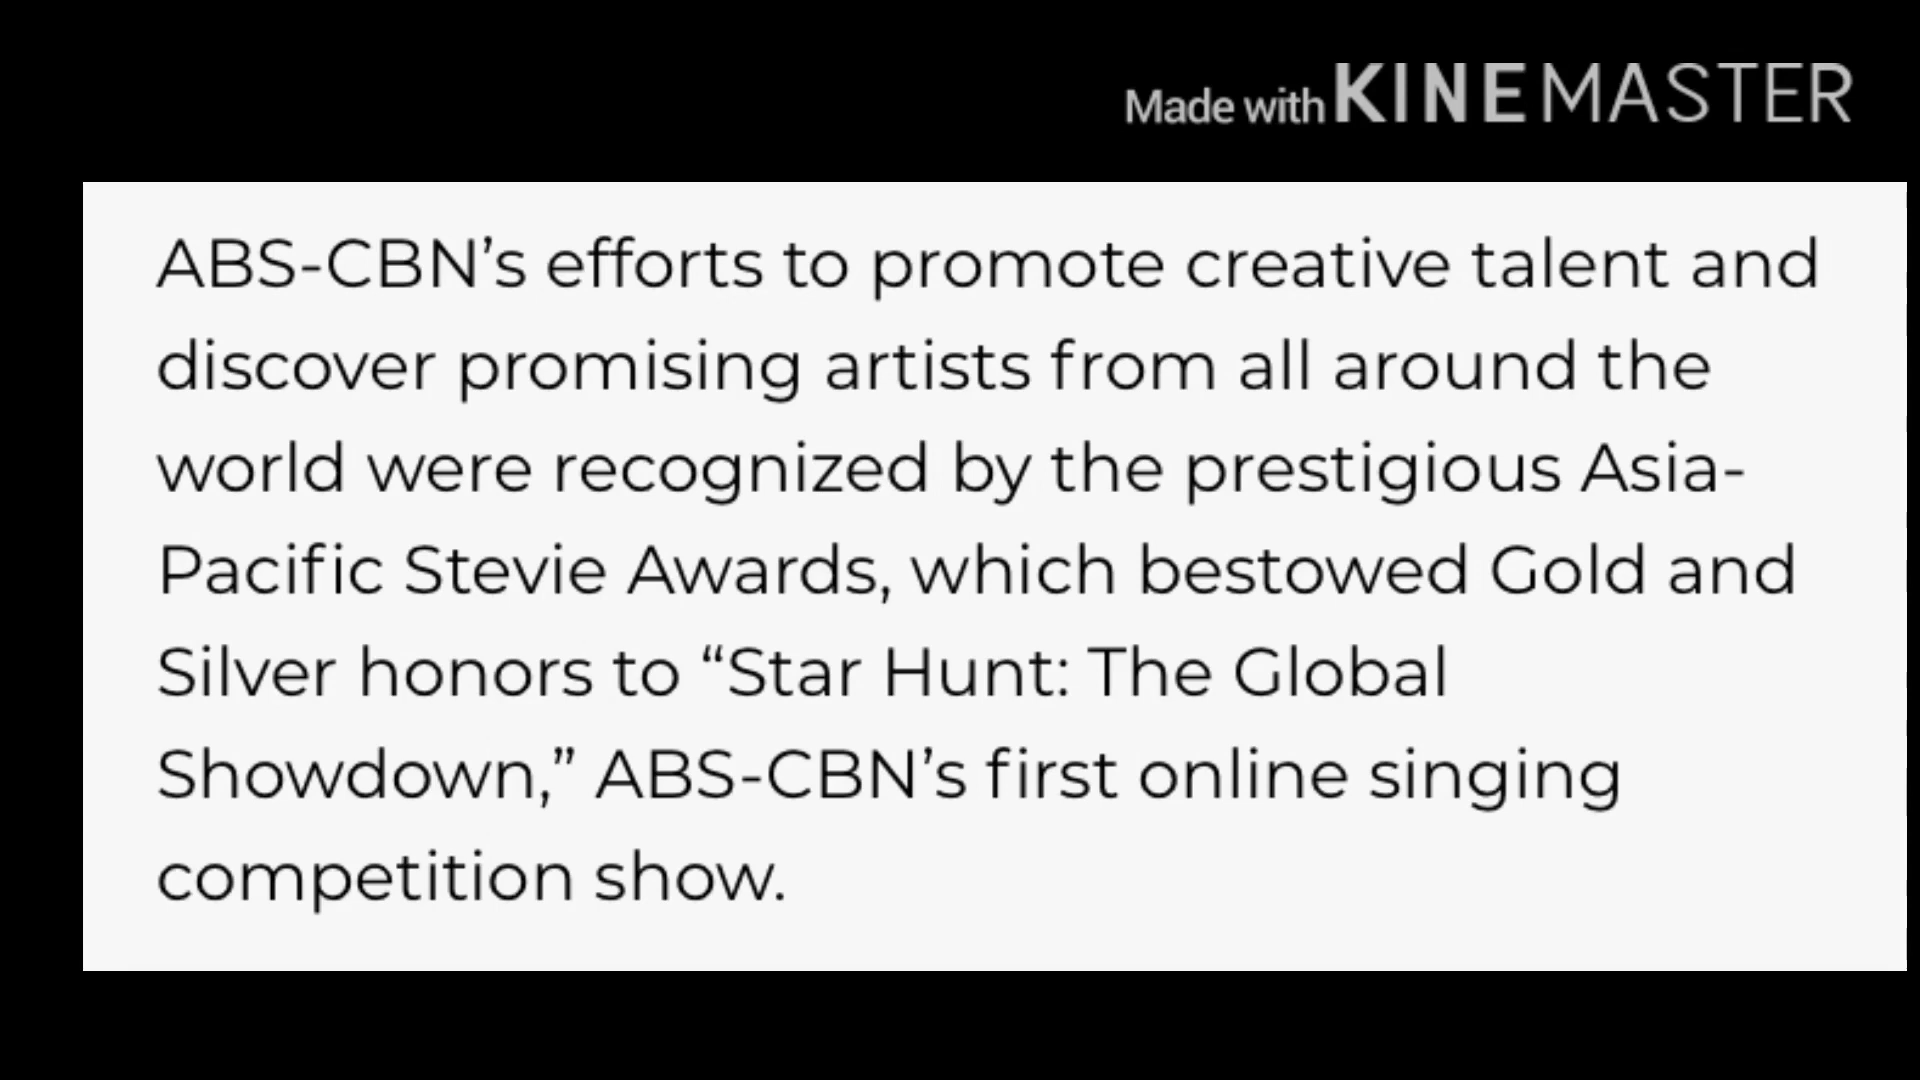 Made with KINEMASTER
ABS-CBN’s efforts to promote creative talent and
discover promising artists from all around the
world were recognized by the prestigious Asia-
Pacific Stevie Awards, which bestowed Gold and
Silver honors to “Star Hunt: The Global
Showdown,” ABS-CBN’s first online singing
competition show.